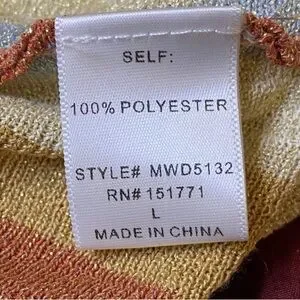 SELF:
100% POLYESTER
STYLE# MWD5132
RN# 151771
L
MADE IN CHINA